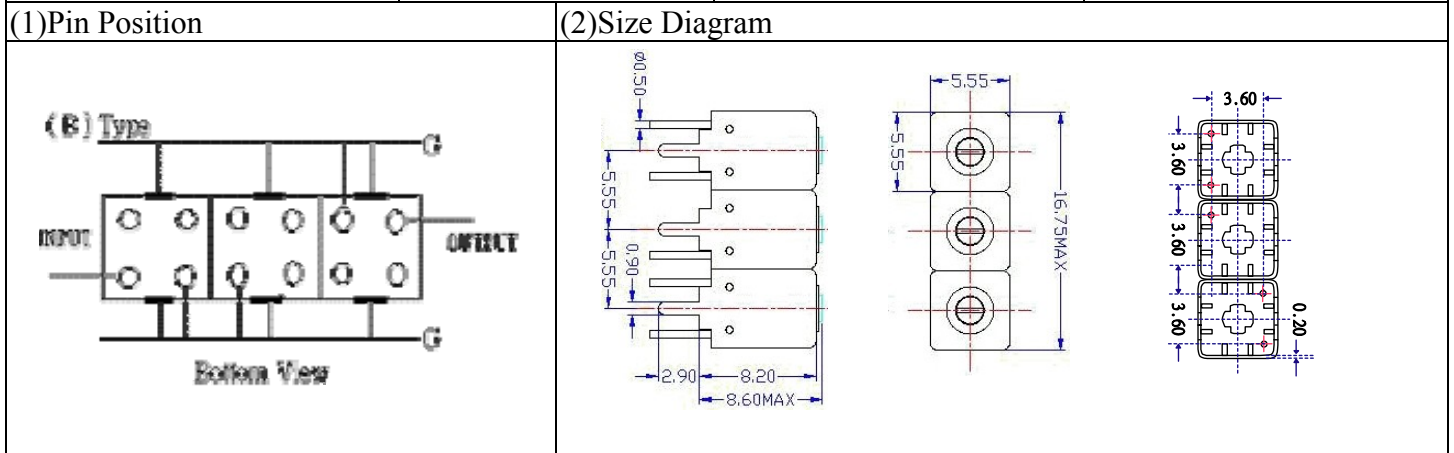 (1)Pin Position
(2)Size Diagram
(B) Type
G
INPUT
OUTPUT
G
Bottom View
ø0.50
5.55
5.55
0.90
2.90
8.20
8.60MAX
5.55
5.55
16.75MAX
3.60
3.60
3.60
3.60
0.20